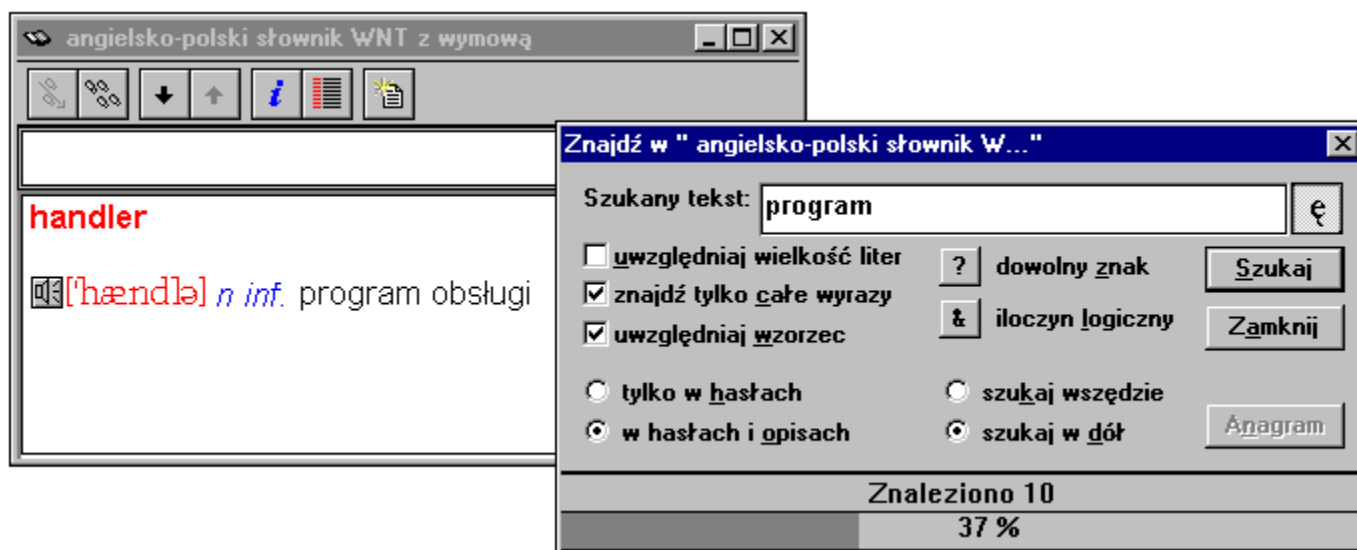 angielsko-polski słownik WNT z wymową
i
handler
['hændlə] n inf. program obsługi
Znajdź w " angielsko-polski słownik W..."
Szukany tekst: program ę
uwzględniaj wielkość liter
znajdź tylko całe wyrazy
uwzględniaj wzorzec
? dowolny znak
& iloczyn logiczny
Szukaj
Zamknij
tylko w hasłach
w hasłach i opisach
szukaj wszędzie
szukaj w dół
Anagram
Znaleziono 10
37 %